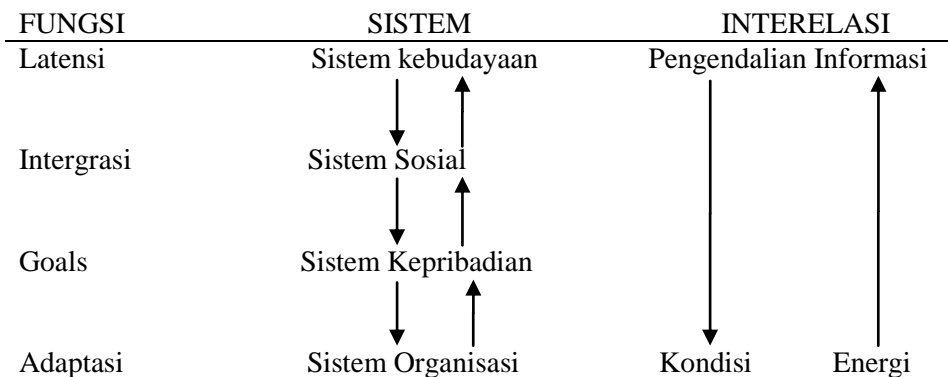 FUNGSI SISTEM INTERELASI
Latensi Sistem kebudayaan Pengendalian Informasi
Intergrasi Sistem Sosial
Goals Sistem Kepribadian
Adaptasi Sistem Organisasi Kondisi Energi